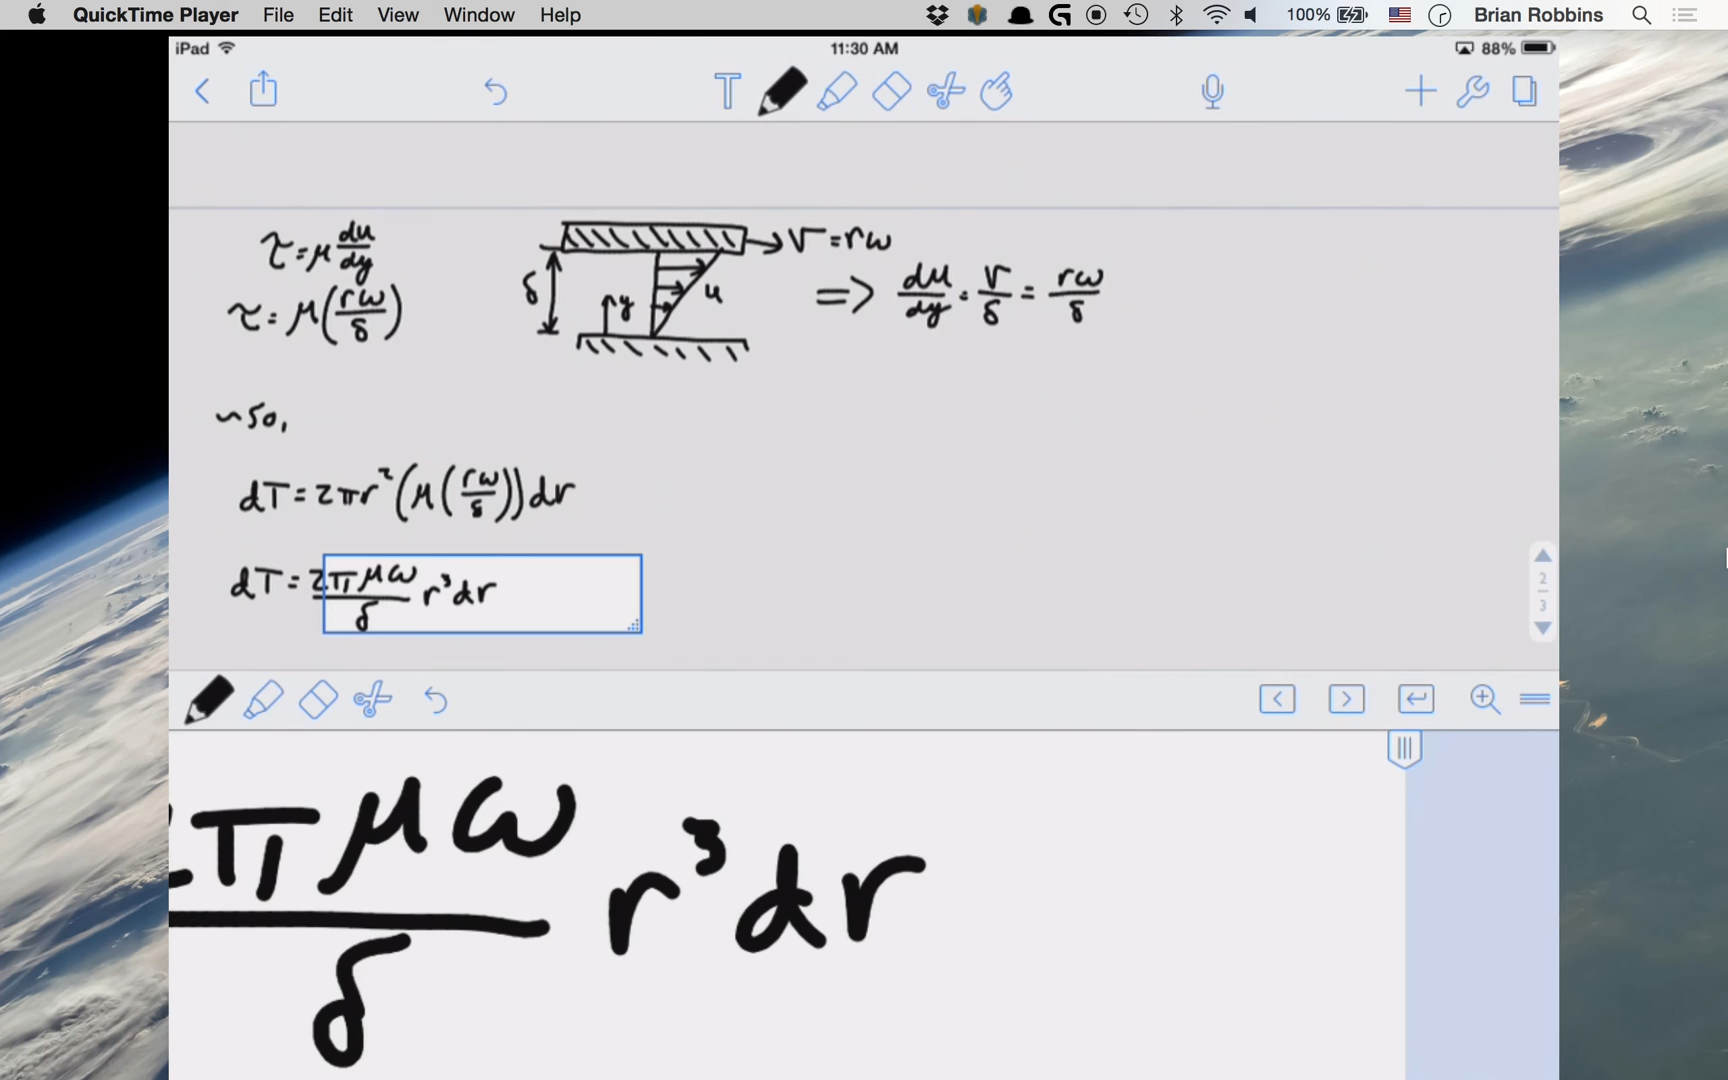 QuickTime Player File Edit View Window Help 100% Brian Robbins
iPad 11:30 AM 88%
T
τ = μ du/dy
V = rω
δ
y
u
=> du/dy = V/δ = rω/δ
τ = μ(rω/δ)
~so,
dT = 2πr²(μ(rω/δ))dr
dT = 2πμω/δ r³dr
2
3
2πμω/δ r³dr